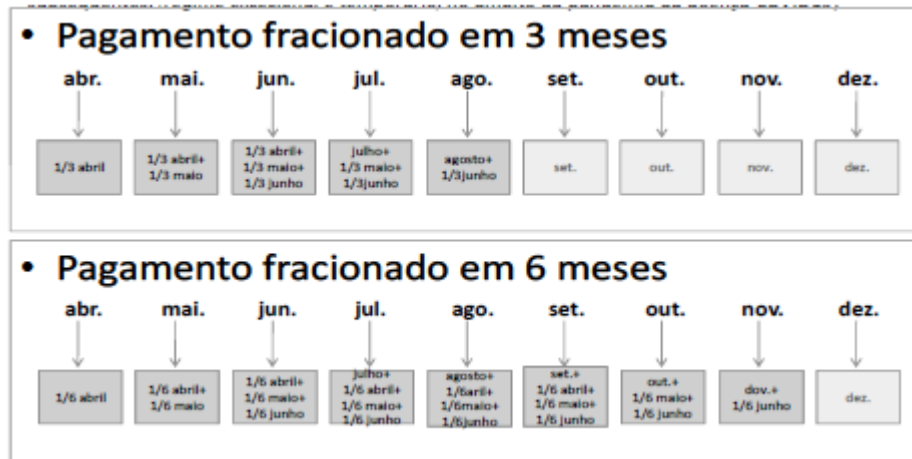 • Pagamento fracionado em 3 meses
abr. mai. jun. jul. ago. set. out. nov. dez.
1/3 abril
1/3 abril+
1/3 maio
1/3 abril+
1/3 maio+
1/3 junho
julho+
1/3 maio+
1/3junho
agosto+
1/3junho
set.
out.
nov.
dez.
• Pagamento fracionado em 6 meses
abr. mai. jun. jul. ago. set. out. nov. dez.
1/6 abril
1/6 abril+
1/6 maio
1/6 abril+
1/6 maio+
1/6 junho
julho+
1/6 abril+
1/6 maio+
1/6 junho
agosto+
1/6aril+
1/6maio+
1/6junho
set.+
1/6 abril+
1/6 maio+
1/6 junho
out.+
1/6 maio+
1/6 junho
dov.+
1/6 junho
dez.